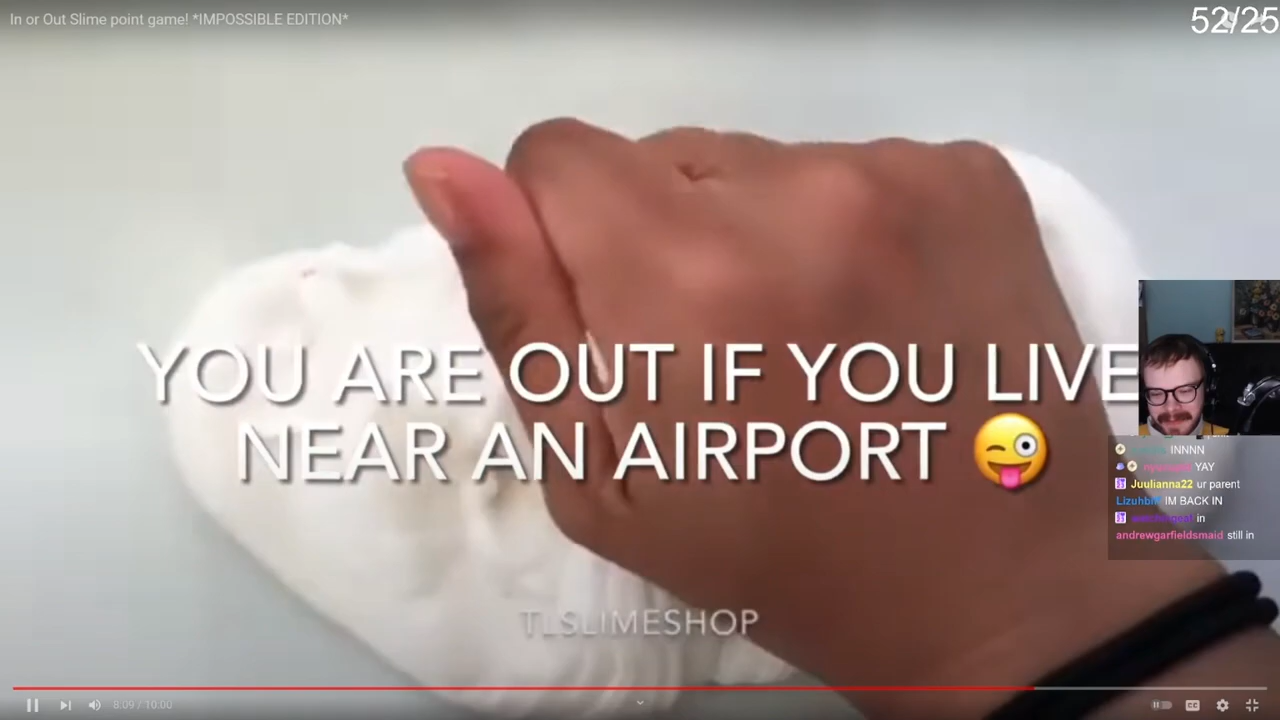 In or Out Slime point game! *IMPOSSIBLE EDITION*
52/25
YOU ARE OUT IF YOU LIVE
NEAR AN AIRPORT 😜
INNNN
YAY
Juulianna22 ur parent
IM BACK IN
in
andrewgarfieldsmaid still in
TLSLIMESHOP
8:09 / 10:00